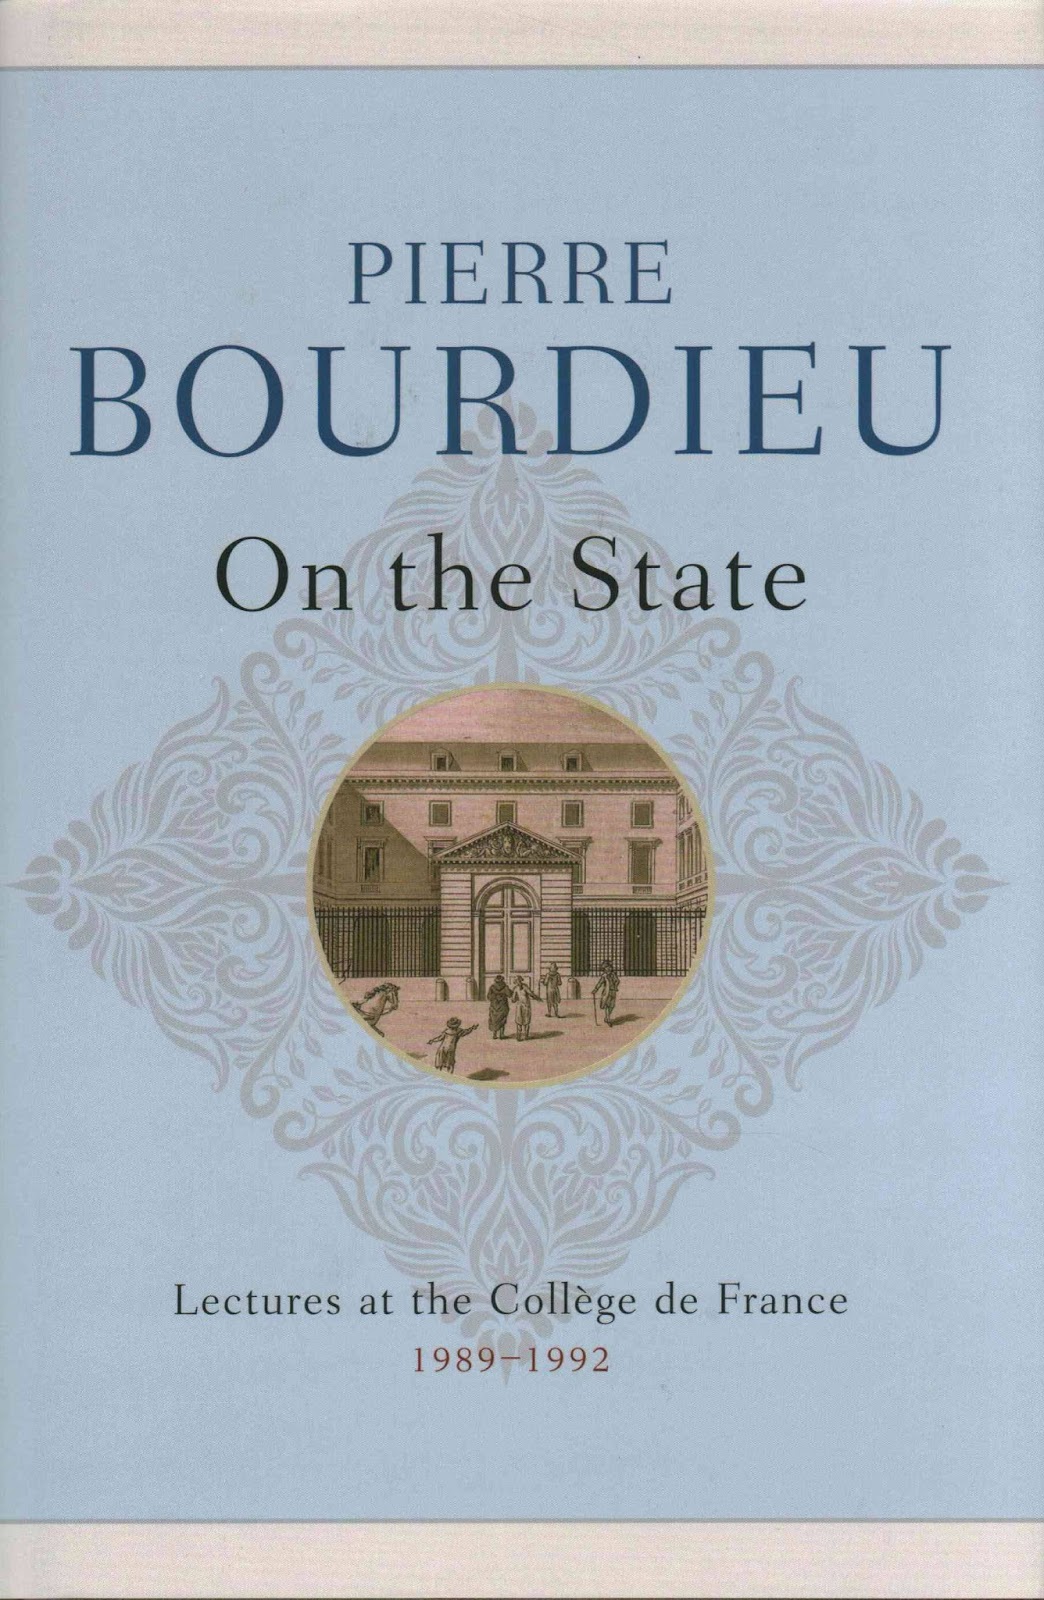 PIERRE
BOURDIEU
On the State
Lectures at the Collège de France
1989–1992